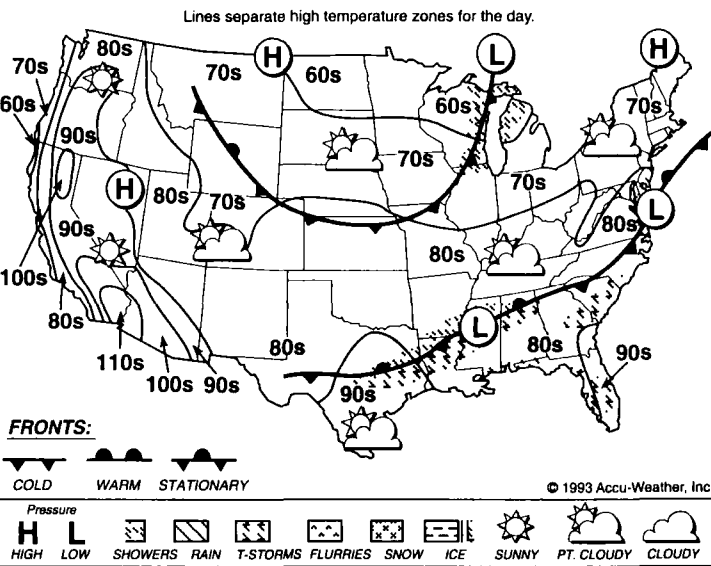 Lines separate high temperature zones for the day.
H L H
80s
70s 70s 60s
60s 60s 70s
90s
70s
H 80s 70s 70s
90s 80s L
100s 80s
80s L
110s 80s 80s 90s
100s 90s 90s
FRONTS:
COLD WARM STATIONARY
© 1993 Accu-Weather, Inc
Pressure
H L
HIGH LOW SHOWERS RAIN T-STORMS FLURRIES SNOW ICE SUNNY PT. CLOUDY CLOUDY